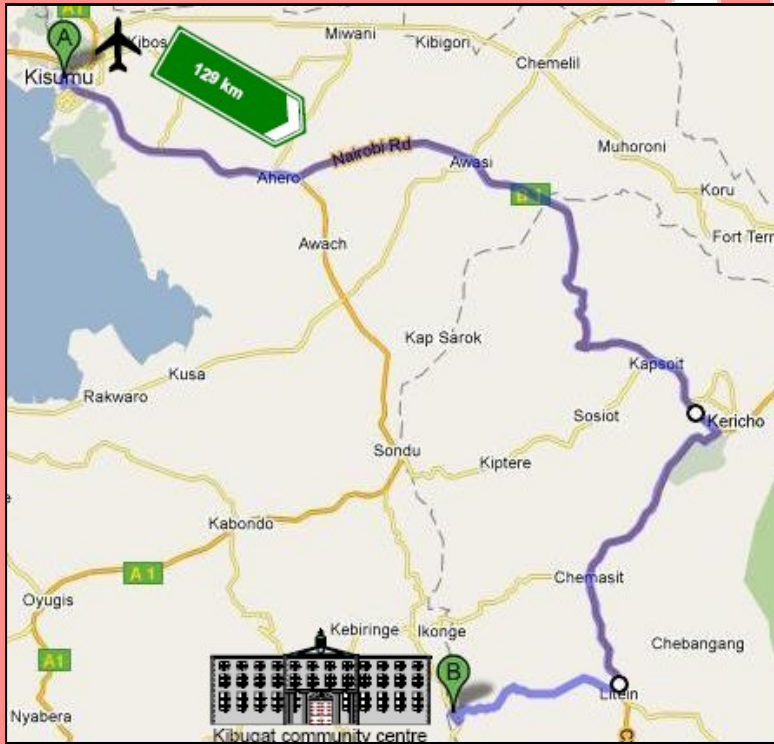 A1
A
Kibos
Miwani
Kibigori
Kisumu
129 km
Chemelil
Nairobi Rd
Muhoroni
Ahero
Awasi
Koru
Awach
Fort Tern
Kap Sarok
Kapsoit
Kusa
Rakwaro
Sosiot
Kericho
Sondu
Kiptere
Kabondo
A 1
Chemasit
Oyugis
Kebiringe
Ikonge
Chebangang
A1
B
Litein
Nyabera
C
Kibugat community centre